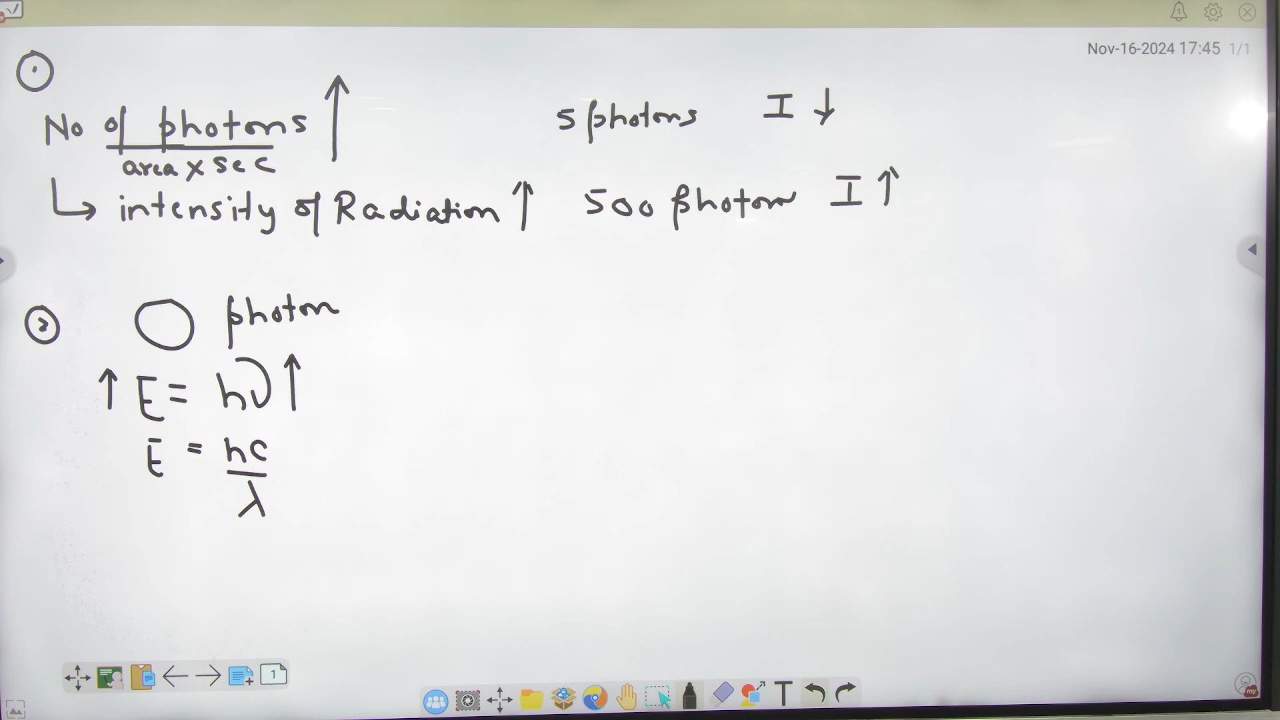 Nov-16-2024 17:45 1/1
No of photons ↑ 5 photons I ↓
area x sec
↳ intensity of Radiation ↑ 500 photon I ↑
② photon
↑ E = hν ↑
E = hc
λ
1
T